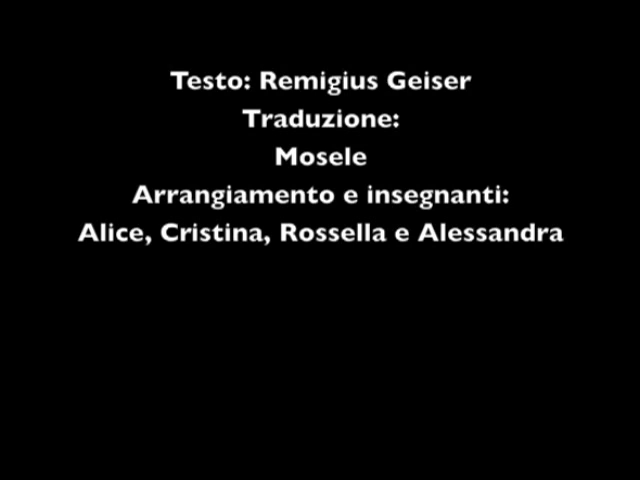 Testo: Remigius Geiser
Traduzione:
Mosele
Arrangiamento e insegnanti:
Alice, Cristina, Rossella e Alessandra